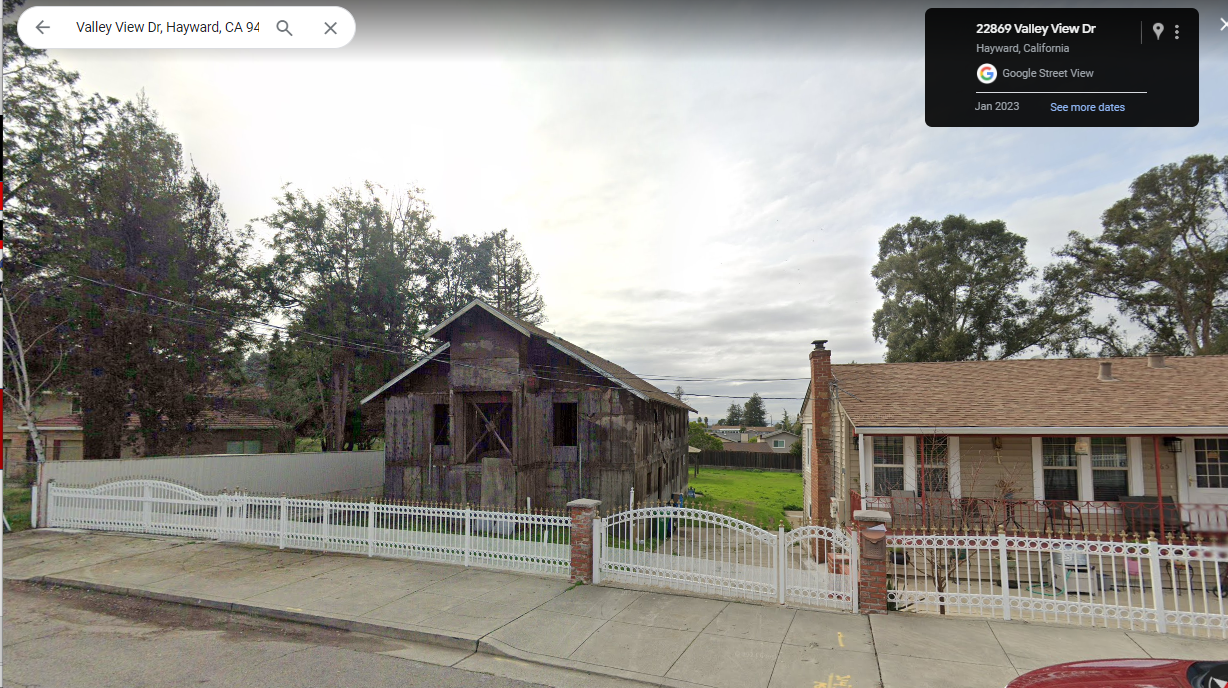 Valley View Dr, Hayward, CA 94
22869 Valley View Dr
Hayward, California
Google Street View
Jan 2023
See more dates